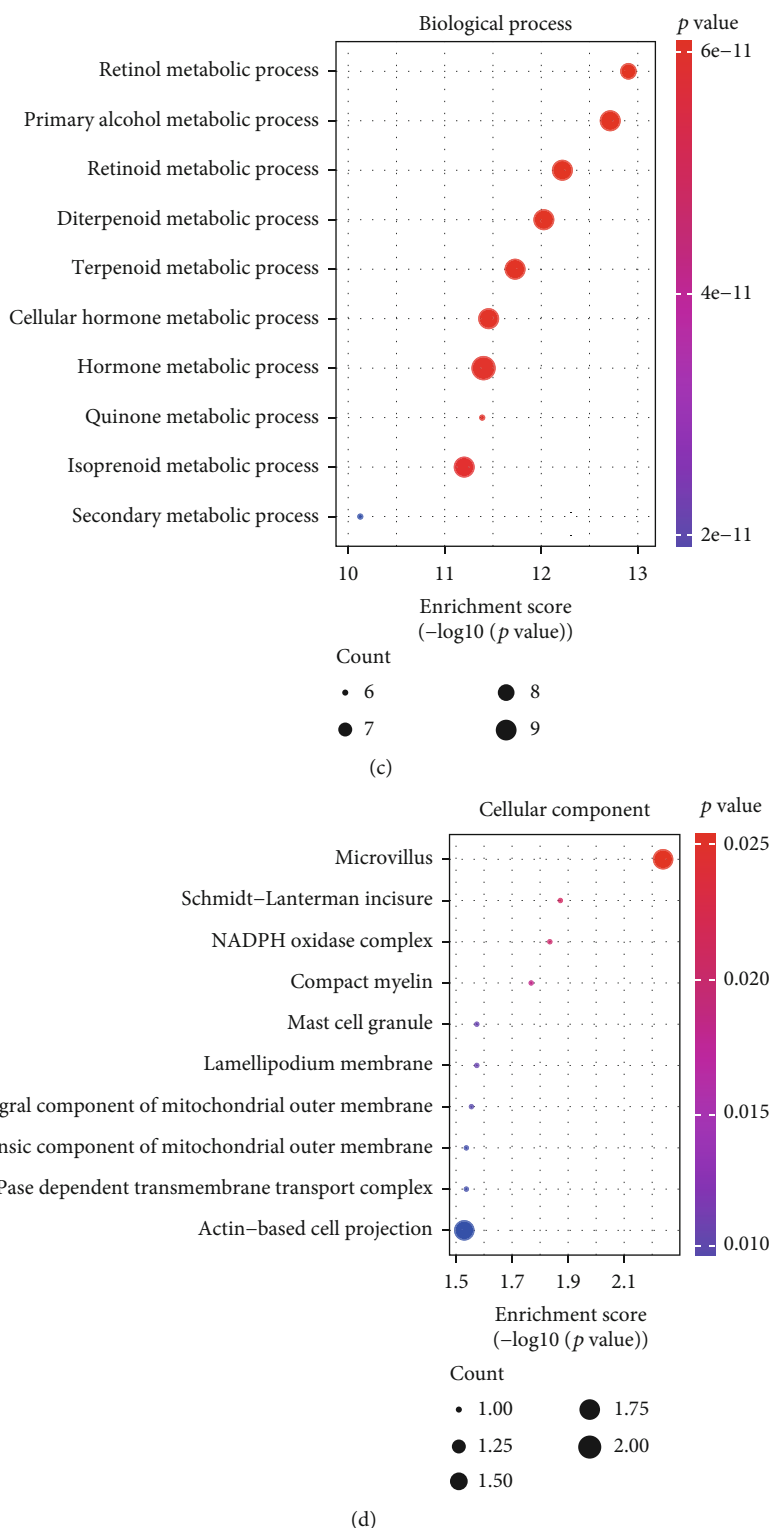 Biological process
p value
Retinol metabolic process
Primary alcohol metabolic process
Retinoid metabolic process
Diterpenoid metabolic process
Terpenoid metabolic process
Cellular hormone metabolic process
Hormone metabolic process
Quinone metabolic process
Isoprenoid metabolic process
Secondary metabolic process
6e−11
4e−11
2e−11
10 11 12 13
Enrichment score
(−log10 (p value))
Count
6 8
7 9
(c)
Cellular component
p value
Microvillus
Schmidt−Lanterman incisure
NADPH oxidase complex
Compact myelin
Mast cell granule
Lamellipodium membrane
gral component of mitochondrial outer membrane
nsic component of mitochondrial outer membrane
Pase dependent transmembrane transport complex
Actin−based cell projection
0.025
0.020
0.015
0.010
1.5 1.7 1.9 2.1
Enrichment score
(−log10 (p value))
Count
1.00 1.75
1.25 2.00
1.50
(d)